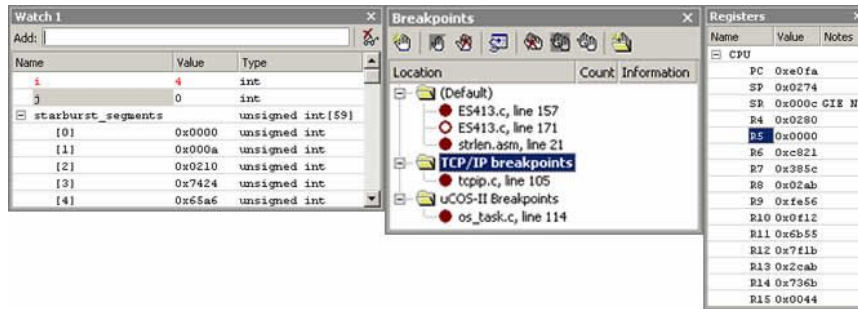 Watch 1
Add:
Name Value Type
i 4 int
j 0 int
starburst_segments unsigned int[59]
[0] 0x0000 unsigned int
[1] 0x000a unsigned int
[2] 0x0210 unsigned int
[3] 0x7424 unsigned int
[4] 0x65a6 unsigned int
Breakpoints
Location Count Information
(Default)
ES413.c, line 157
ES413.c, line 171
strlen.asm, line 21
TCP/IP breakpoints
tcpip.c, line 105
uCOS-II Breakpoints
os_task.c, line 114
Registers
Name Value Notes
CPU
PC 0xe0fa
SP 0x0274
SR 0x000c GIE N
R4 0x0280
R5 0x0000
R6 0xc821
R7 0x385c
R8 0x02ab
R9 0xfe56
R10 0x0f12
R11 0x6b55
R12 0x7f1b
R13 0x2cab
R14 0x736b
R15 0x0044